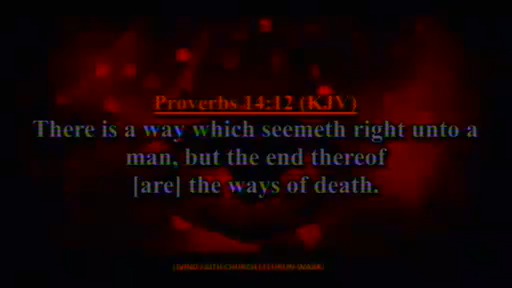 Proverbs 14:12 (KJV)
There is a way which seemeth right unto a
man, but the end thereof
[are] the ways of death.